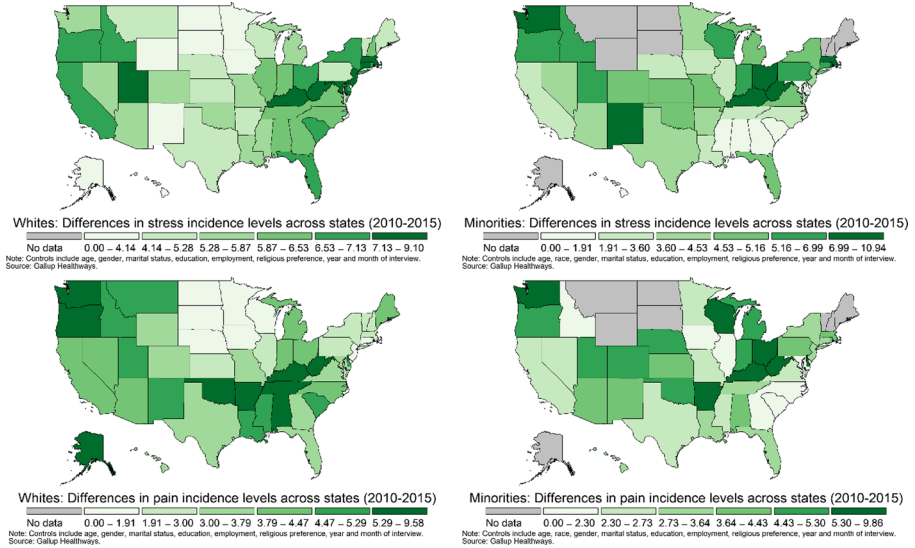 Whites: Differences in stress incidence levels across states (2010-2015)
No data 0.00 – 4.14 4.14 – 5.28 5.28 – 5.87 5.87 – 6.53 6.53 – 7.13 7.13 – 9.10
Note: Controls include age, gender, marital status, education, employment, religious preference, year and month of interview.
Source: Gallup Healthways.
Minorities: Differences in stress incidence levels across states (2010-2015)
No data 0.00 – 1.91 1.91 – 3.60 3.60 – 4.53 4.53 – 5.16 5.16 – 6.99 6.99 – 10.94
Note: Controls include age, race, gender, marital status, education, employment, religious preference, year and month of interview.
Source: Gallup Healthways.
Whites: Differences in pain incidence levels across states (2010-2015)
No data 0.00 – 1.91 1.91 – 3.00 3.00 – 3.79 3.79 – 4.47 4.47 – 5.29 5.29 – 9.58
Note: Controls include age, gender, marital status, education, employment, religious preference, year and month of interview.
Source: Gallup Healthways.
Minorities: Differences in pain incidence levels across states (2010-2015)
No data 0.00 – 2.30 2.30 – 2.73 2.73 – 3.64 3.64 – 4.43 4.43 – 5.30 5.30 – 9.86
Note: Controls include age, race, gender, marital status, education, employment, religious preference, year and month of interview.
Source: Gallup Healthways.